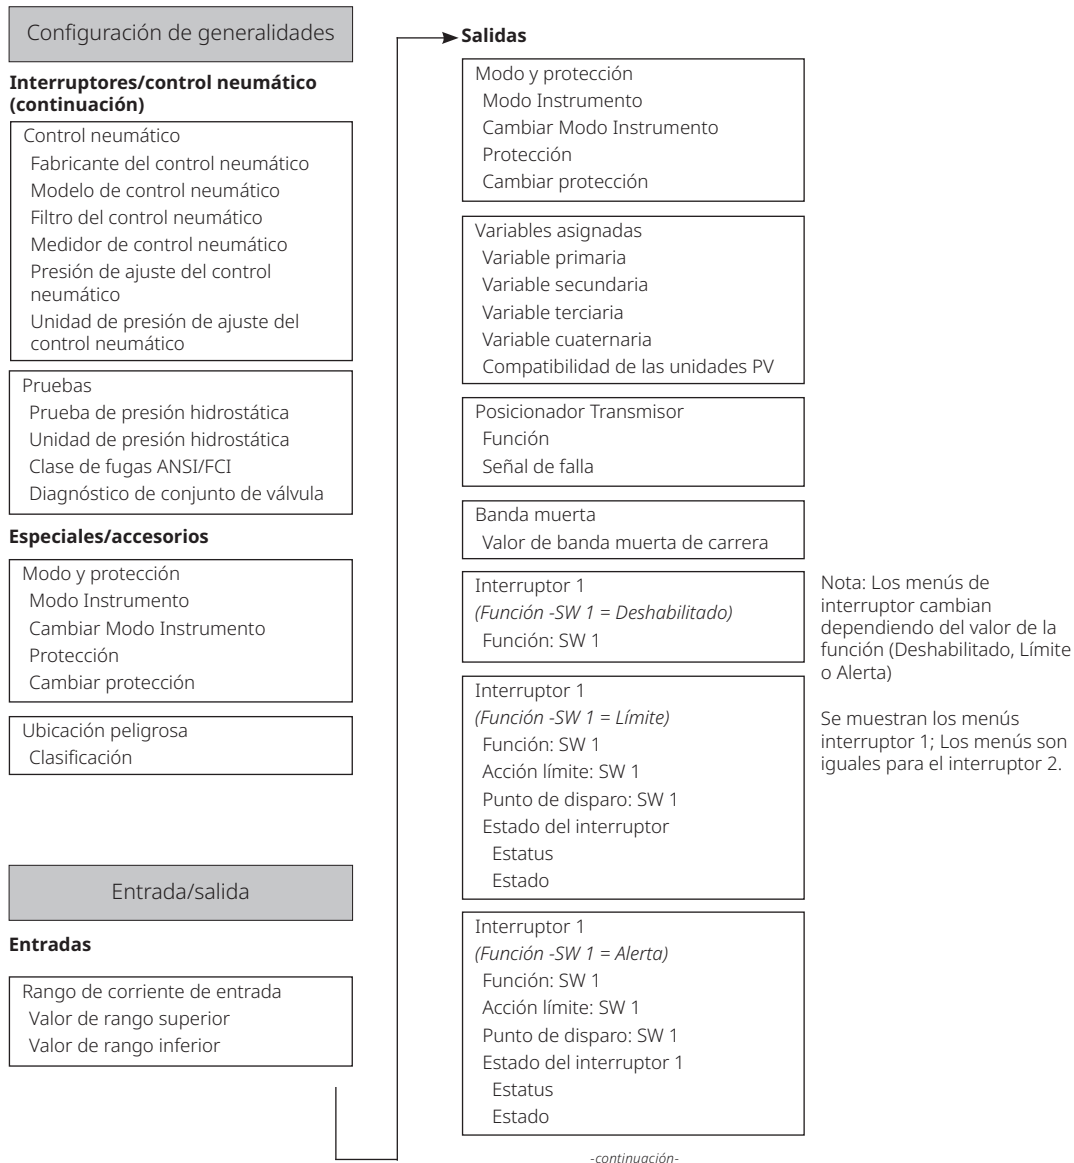 Configuración de generalidades
Interruptores/control neumático
(continuación)
Control neumático
Fabricante del control neumático
Modelo de control neumático
Filtro del control neumático
Medidor de control neumático
Presión de ajuste del control
neumático
Unidad de presión de ajuste del
control neumático
Pruebas
Prueba de presión hidrostática
Unidad de presión hidrostática
Clase de fugas ANSI/FCI
Diagnóstico de conjunto de válvula
Especiales/accesorios
Modo y protección
Modo Instrumento
Cambiar Modo Instrumento
Protección
Cambiar protección
Ubicación peligrosa
Clasificación
Entrada/salida
Entradas
Rango de corriente de entrada
Valor de rango superior
Valor de rango inferior
Salidas
Modo y protección
Modo Instrumento
Cambiar Modo Instrumento
Protección
Cambiar protección
Variables asignadas
Variable primaria
Variable secundaria
Variable terciaria
Variable cuaternaria
Compatibilidad de las unidades PV
Posicionador Transmisor
Función
Señal de falla
Banda muerta
Valor de banda muerta de carrera
Interruptor 1
(Función -SW 1 = Deshabilitado)
Función: SW 1
Interruptor 1
(Función -SW 1 = Límite)
Función: SW 1
Acción límite: SW 1
Punto de disparo: SW 1
Estado del interruptor
Estatus
Estado
Interruptor 1
(Función -SW 1 = Alerta)
Función: SW 1
Acción límite: SW 1
Punto de disparo: SW 1
Estado del interruptor 1
Estatus
Estado
Nota: Los menús de
interruptor cambian
dependiendo del valor de la
función (Deshabilitado, Límite
o Alerta)
Se muestran los menús
interruptor 1; Los menús son
iguales para el interruptor 2.
-continuación-